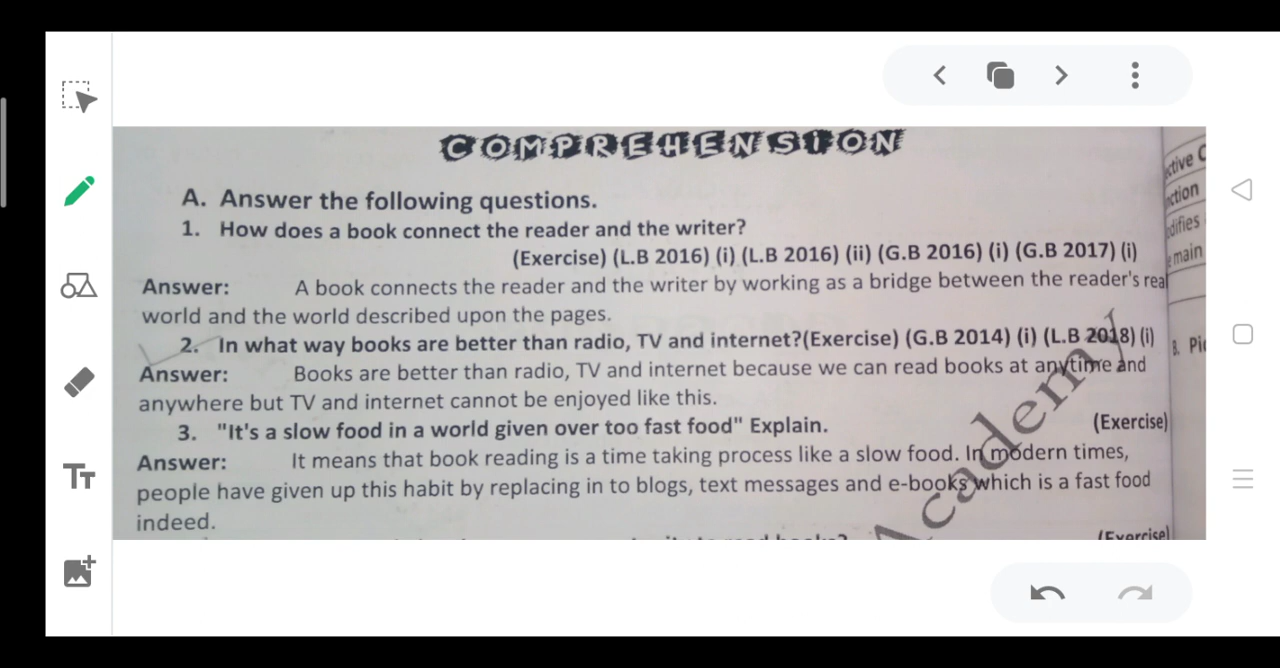 COMPREHENSION
A. Answer the following questions.
1. How does a book connect the reader and the writer?
(Exercise) (L.B 2016) (i) (L.B 2016) (ii) (G.B 2016) (i) (G.B 2017) (i)
Answer: A book connects the reader and the writer by working as a bridge between the reader's real
world and the world described upon the pages.
2. In what way books are better than radio, TV and internet?(Exercise) (G.B 2014) (i) (L.B 2018) (i)
Answer: Books are better than radio, TV and internet because we can read books at anytime and
anywhere but TV and internet cannot be enjoyed like this.
3. "It's a slow food in a world given over too fast food" Explain. (Exercise)
Answer: It means that book reading is a time taking process like a slow food. In modern times,
people have given up this habit by replacing in to blogs, text messages and e-books which is a fast food
indeed.
(Exercise)
Academy
main
Tт